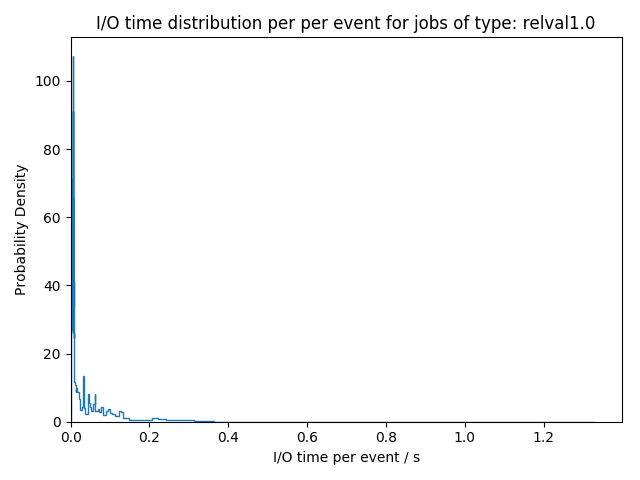 I/O time distribution per per event for jobs of type: relval1.0
Probability Density
100
80
60
40
20
0
0.0 0.2 0.4 0.6 0.8 1.0 1.2
I/O time per event / s